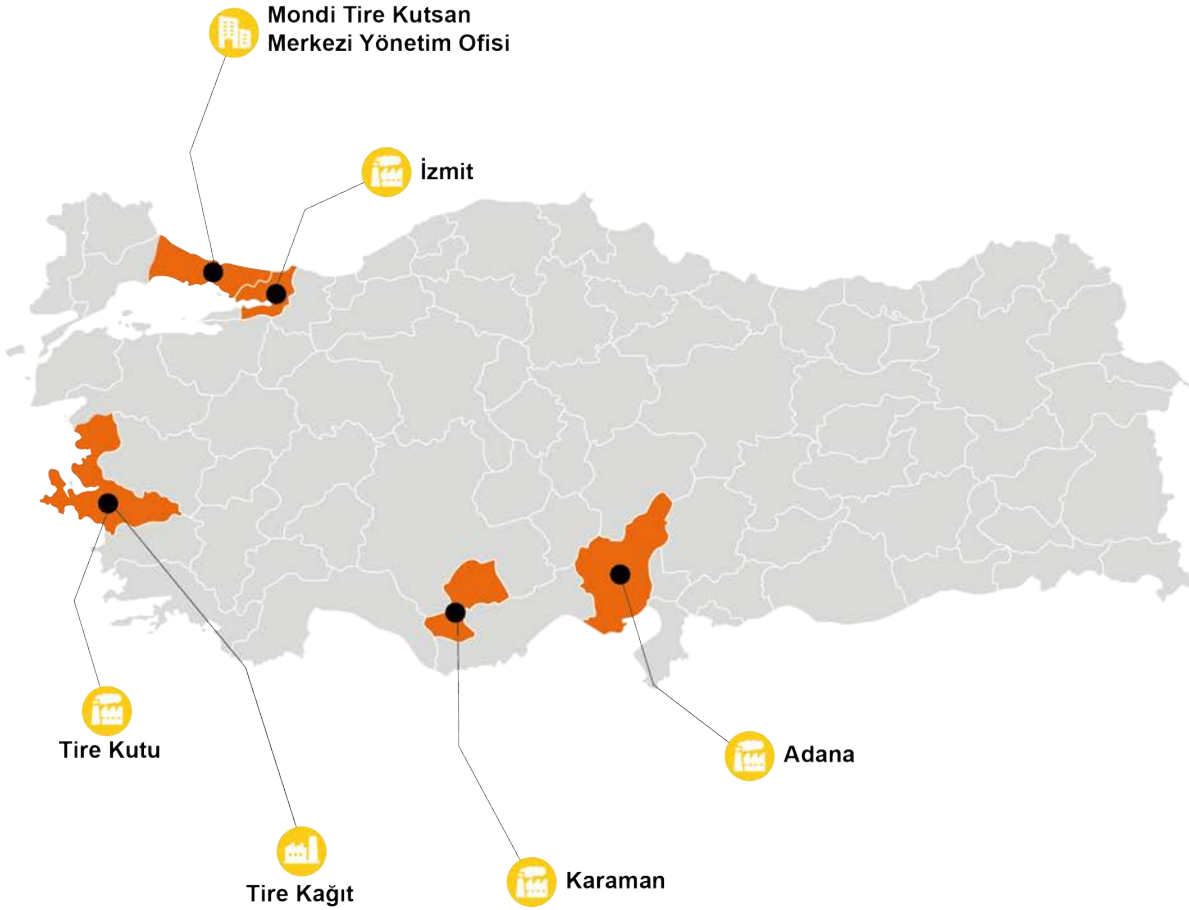 Mondi Tire Kutsan
Merkezi Yönetim Ofisi
İzmit
Tire Kutu
Adana
Karaman
Tire Kağıt